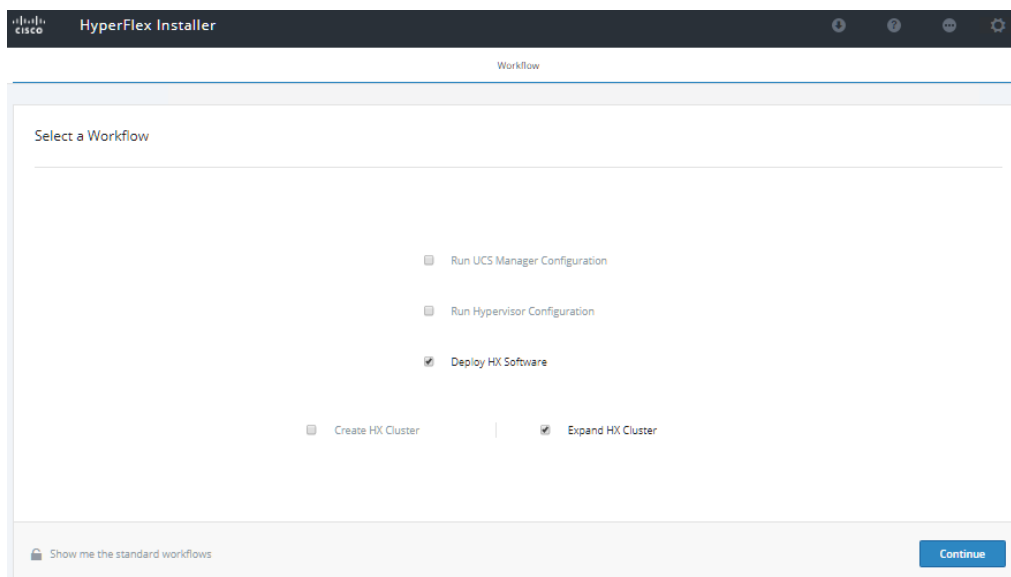 cisco
HyperFlex Installer
Workflow
Select a Workflow
Run UCS Manager Configuration
Run Hypervisor Configuration
Deploy HX Software
Create HX Cluster
Expand HX Cluster
Show me the standard workflows
Continue